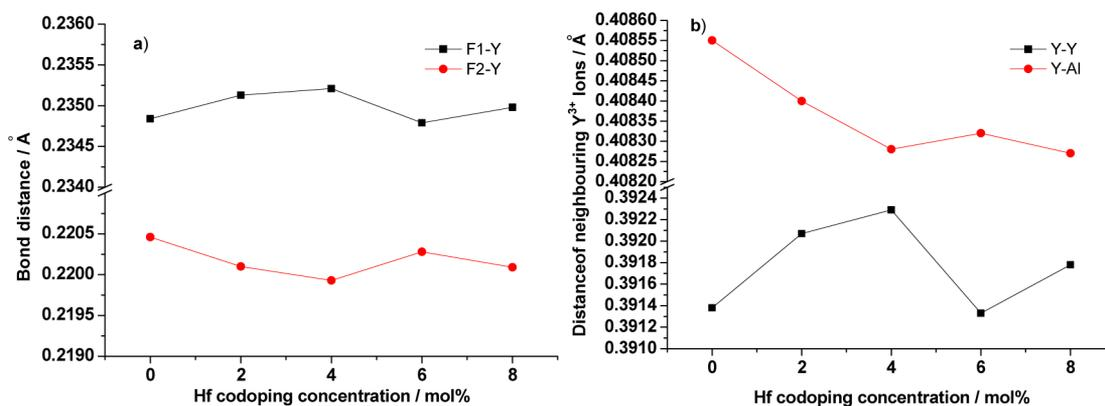 a)
F1-Y
F2-Y
0.2360
0.2355
0.2350
0.2345
0.2340
0.2205
0.2200
0.2195
0.2190
Bond distance / Å
0 2 4 6 8
Hf codoping concentration / mol%
b)
Y-Y
Y-Al
0.40860
0.40855
0.40850
0.40845
0.40840
0.40835
0.40830
0.40825
0.40820
0.3924
0.3922
0.3920
0.3918
0.3916
0.3914
0.3912
0.3910
Distanceof neighbouring Y³⁺ Ions / Å
0 2 4 6 8
Hf codoping concentration / mol%